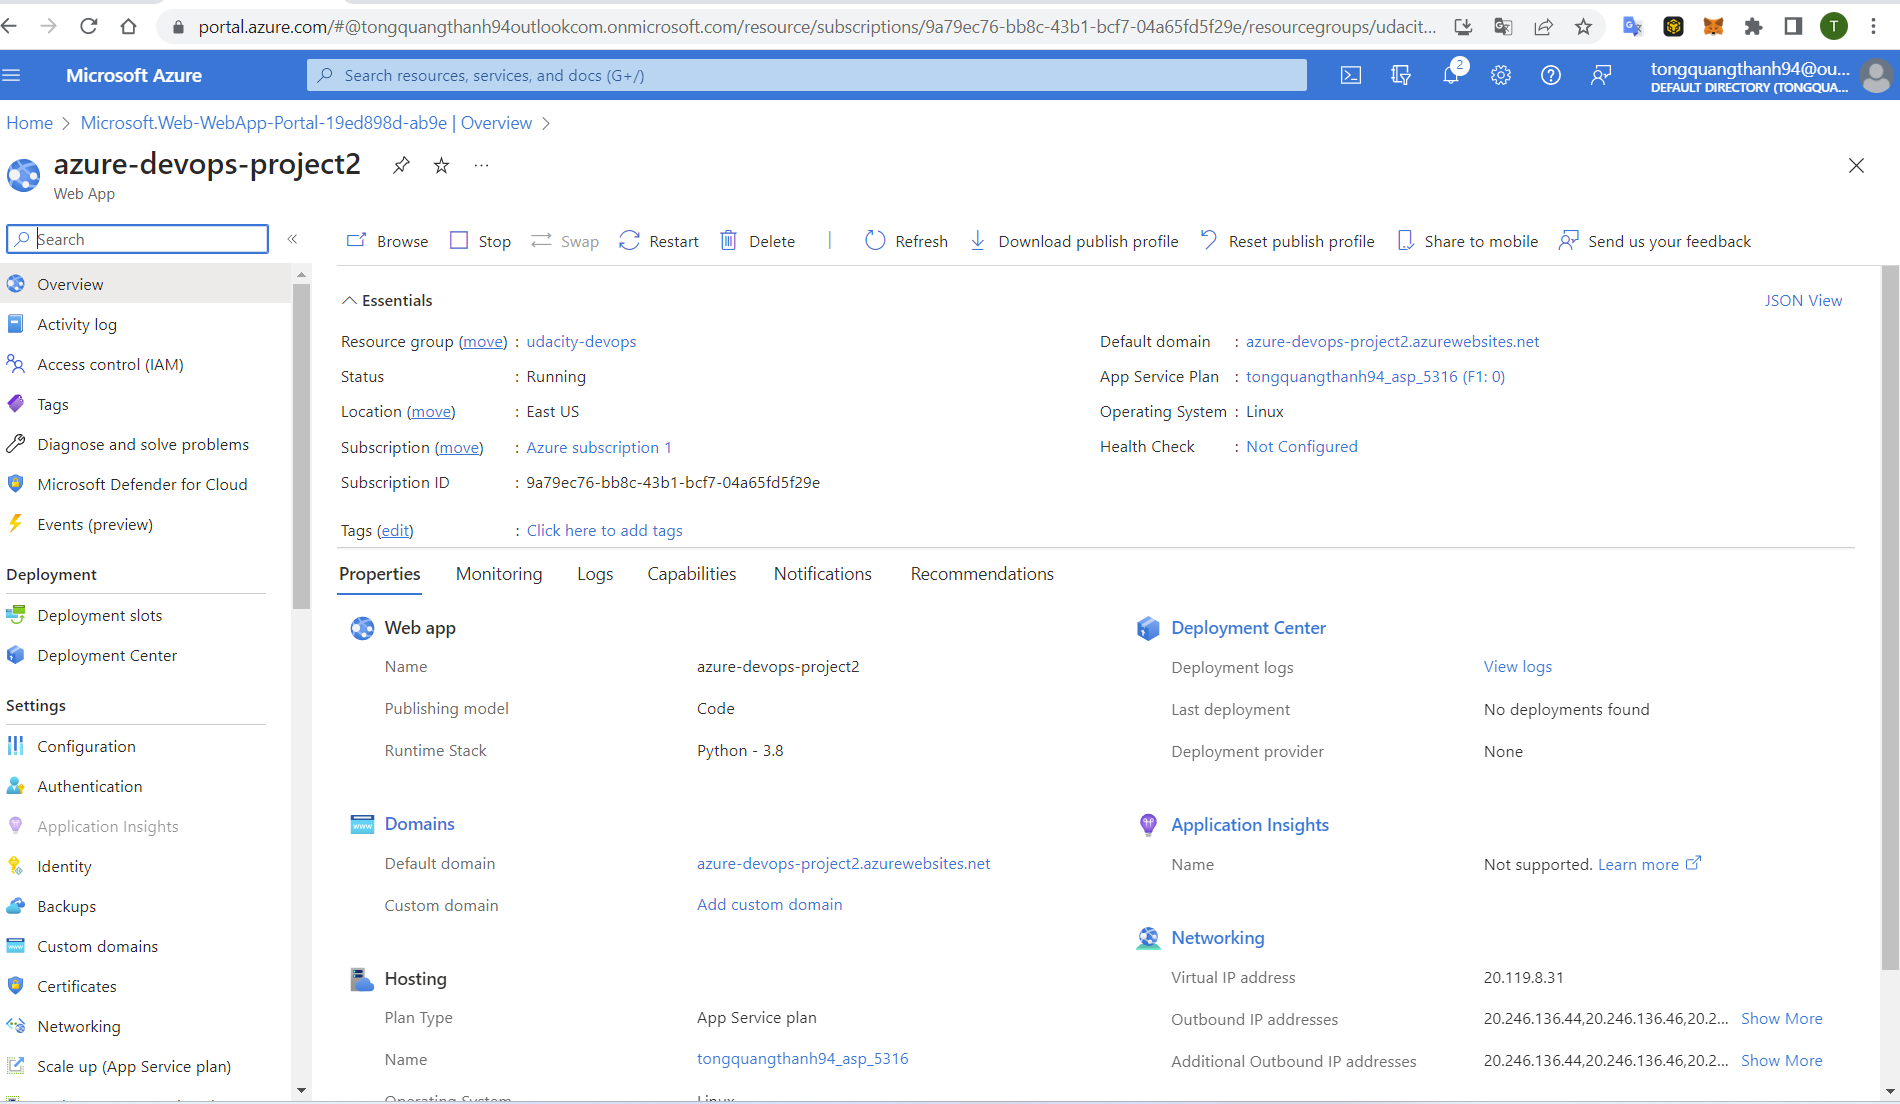 portal.azure.com/#@tongquangthanh94outlookcom.onmicrosoft.com/resource/subscriptions/9a79ec76-bb8c-43b1-bcf7-04a65fd5f29e/resourcegroups/udacit...
T
Microsoft Azure
Search resources, services, and docs (G+/)
2
tongquangthanh94@ou...
DEFAULT DIRECTORY (TONGQUA...
Home > Microsoft.Web-WebApp-Portal-19ed898d-ab9e | Overview >
azure-devops-project2
Web App
Search
Browse Stop Swap Restart Delete | Refresh Download publish profile Reset publish profile Share to mobile Send us your feedback
Overview
Activity log
Access control (IAM)
Tags
Diagnose and solve problems
Microsoft Defender for Cloud
Events (preview)
Deployment
Deployment slots
Deployment Center
Settings
Configuration
Authentication
Application Insights
Identity
Backups
Custom domains
Certificates
Networking
Scale up (App Service plan)
Essentials
JSON View
Resource group (move) : udacity-devops
Status : Running
Location (move) : East US
Subscription (move) : Azure subscription 1
Subscription ID : 9a79ec76-bb8c-43b1-bcf7-04a65fd5f29e
Tags (edit) : Click here to add tags
Default domain : azure-devops-project2.azurewebsites.net
App Service Plan : tongquangthanh94_asp_5316 (F1: 0)
Operating System : Linux
Health Check : Not Configured
Properties Monitoring Logs Capabilities Notifications Recommendations
Web app
Name azure-devops-project2
Publishing model Code
Runtime Stack Python - 3.8
Domains
Default domain azure-devops-project2.azurewebsites.net
Custom domain Add custom domain
Hosting
Plan Type App Service plan
Name tongquangthanh94_asp_5316
Operating System Linux
Deployment Center
Deployment logs View logs
Last deployment No deployments found
Deployment provider None
Application Insights
Name Not supported. Learn more
Networking
Virtual IP address 20.119.8.31
Outbound IP addresses 20.246.136.44,20.246.136.46,20.2... Show More
Additional Outbound IP addresses 20.246.136.44,20.246.136.46,20.2... Show More